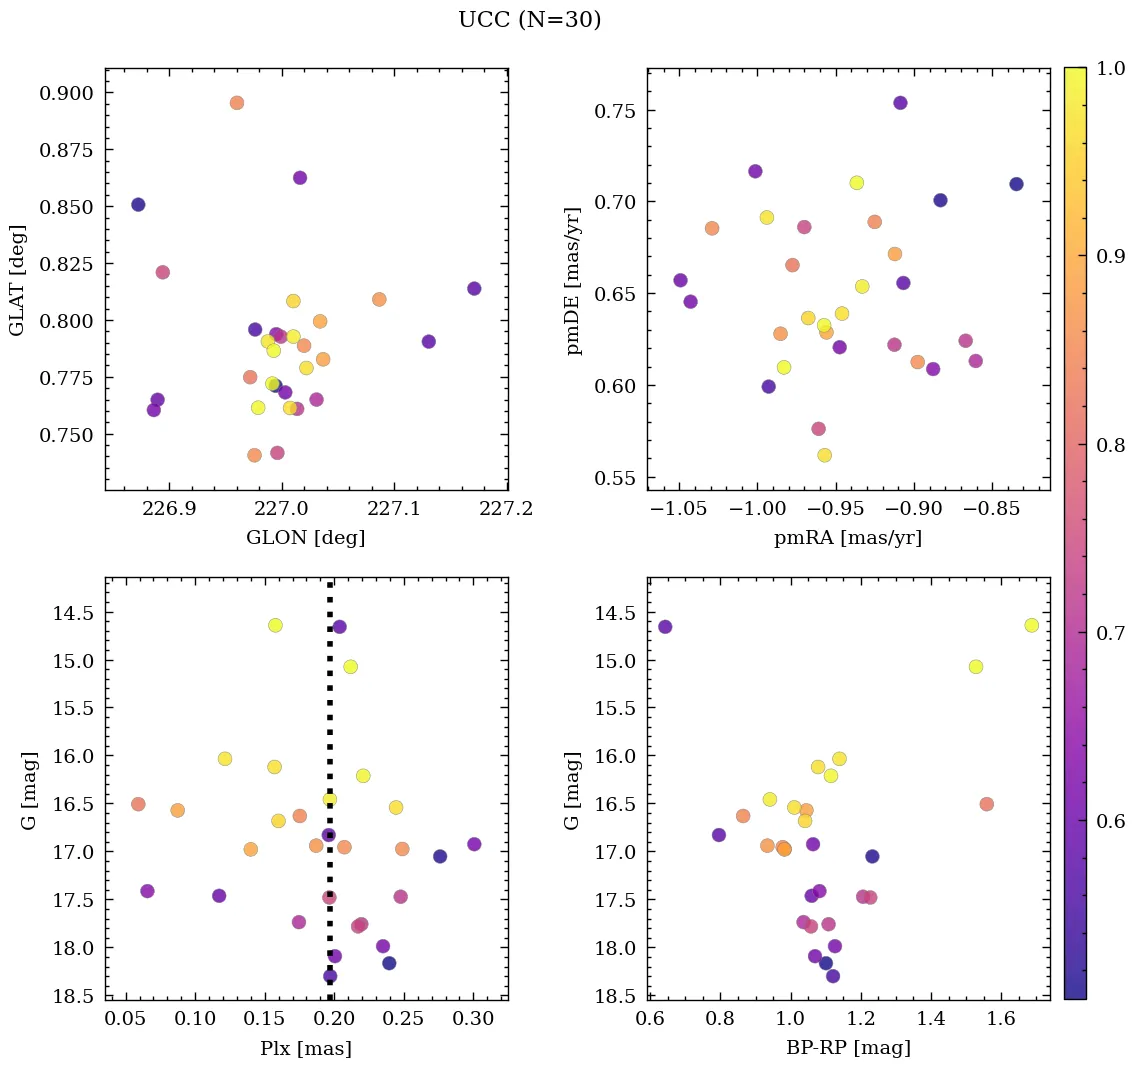 UCC (N=30)
0.900
0.875
0.850
0.825
0.800
0.775
0.750
GLAT [deg]
226.9 227.0 227.1 227.2
GLON [deg]
0.75
0.70
0.65
0.60
0.55
pmDE [mas/yr]
−1.05 −1.00 −0.95 −0.90 −0.85
pmRA [mas/yr]
14.5
15.0
15.5
16.0
16.5
17.0
17.5
18.0
18.5
G [mag]
0.05 0.10 0.15 0.20 0.25 0.30
Plx [mas]
14.5
15.0
15.5
16.0
16.5
17.0
17.5
18.0
18.5
G [mag]
0.6 0.8 1.0 1.2 1.4 1.6
BP-RP [mag]
1.0
0.9
0.8
0.7
0.6